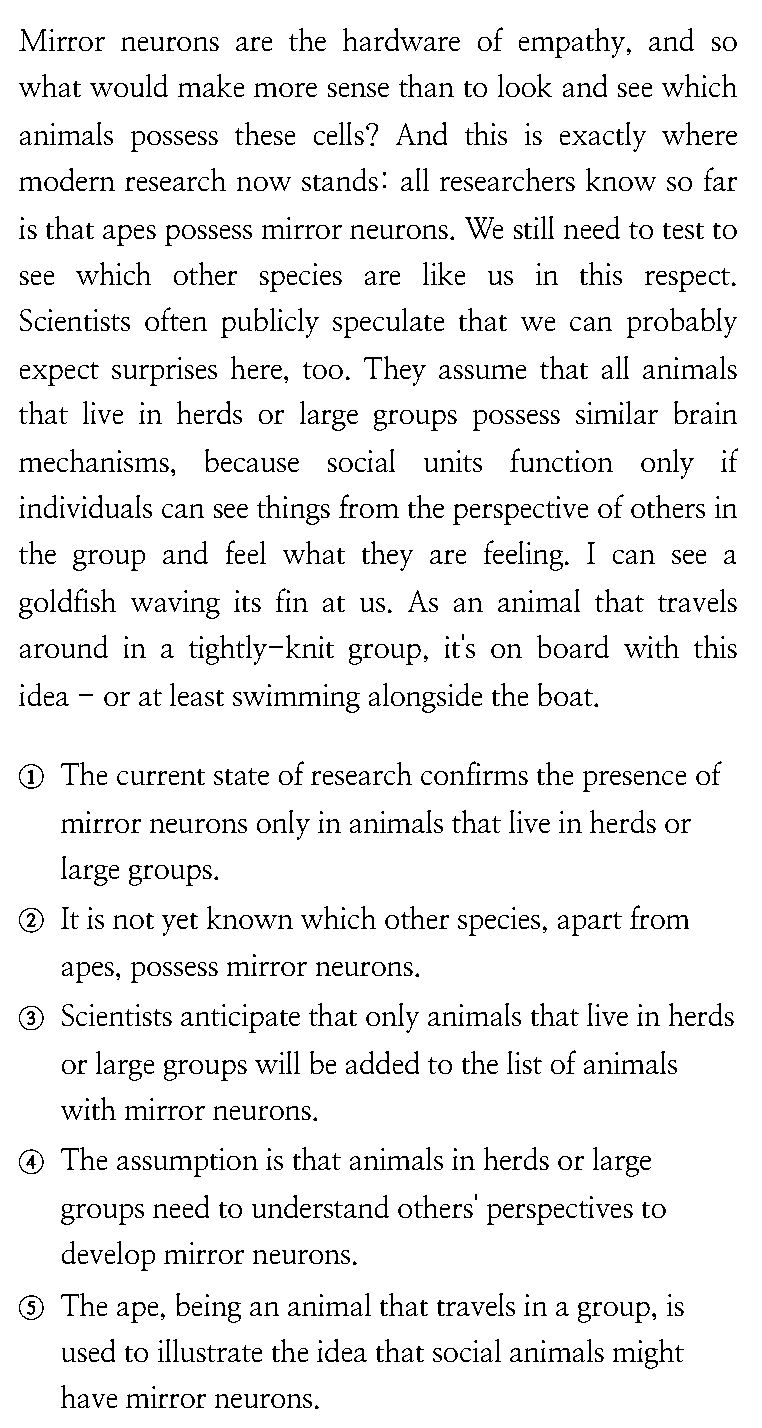 Mirror neurons are the hardware of empathy, and so
what would make more sense than to look and see which
animals possess these cells? And this is exactly where
modern research now stands: all researchers know so far
is that apes possess mirror neurons. We still need to test to
see which other species are like us in this respect.
Scientists often publicly speculate that we can probably
expect surprises here, too. They assume that all animals
that live in herds or large groups possess similar brain
mechanisms, because social units function only if
individuals can see things from the perspective of others in
the group and feel what they are feeling. I can see a
goldfish waving its fin at us. As an animal that travels
around in a tightly-knit group, it's on board with this
idea - or at least swimming alongside the boat.
① The current state of research confirms the presence of
mirror neurons only in animals that live in herds or
large groups.
② It is not yet known which other species, apart from
apes, possess mirror neurons.
③ Scientists anticipate that only animals that live in herds
or large groups will be added to the list of animals
with mirror neurons.
④ The assumption is that animals in herds or large
groups need to understand others' perspectives to
develop mirror neurons.
⑤ The ape, being an animal that travels in a group, is
used to illustrate the idea that social animals might
have mirror neurons.